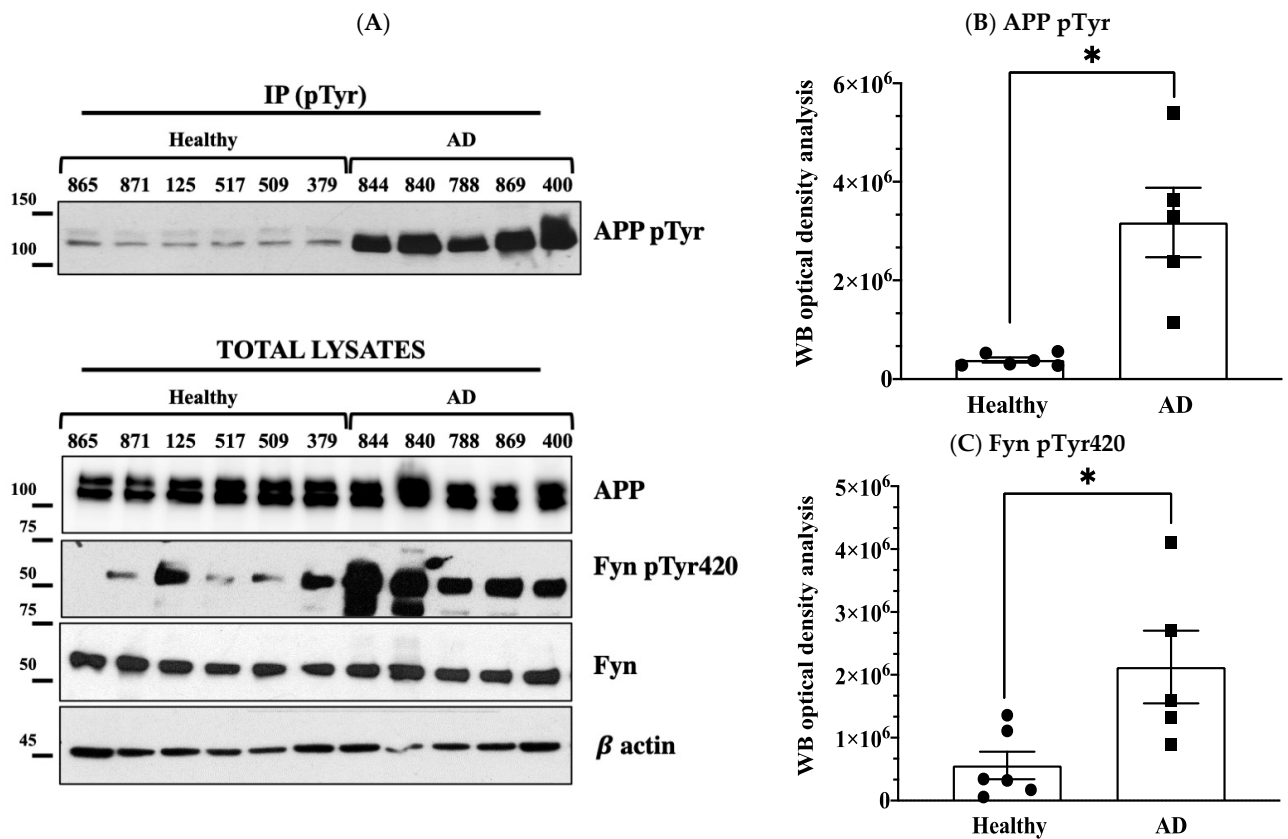 (A)
IP (pTyr)
Healthy AD
865 871 125 517 509 379 844 840 788 869 400
150
100
APP pTyr
TOTAL LYSATES
Healthy AD
865 871 125 517 509 379 844 840 788 869 400
100
75
APP
50
75
Fyn pTyr420
50
Fyn
45
β actin
(B) APP pTyr
*
WB optical density analysis
6×10⁶
4×10⁶
2×10⁶
0
Healthy AD
(C) Fyn pTyr420
*
WB optical density analysis
5×10⁶
4×10⁶
3×10⁶
2×10⁶
1×10⁶
0
Healthy AD